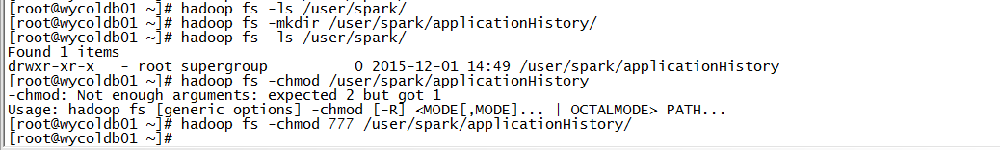 [root@wycoldb01 ~]# hadoop fs -ls /user/spark/
[root@wycoldb01 ~]# hadoop fs -mkdir /user/spark/applicationHistory/
[root@wycoldb01 ~]# hadoop fs -ls /user/spark/
Found 1 items
drwxr-xr-x   - root supergroup          0 2015-12-01 14:49 /user/spark/applicationHistory
[root@wycoldb01 ~]# hadoop fs -chmod /user/spark/applicationHistory
-chmod: Not enough arguments: expected 2 but got 1
Usage: hadoop fs [generic options] -chmod [-R] <MODE[,MODE]... | OCTALMODE> PATH...
[root@wycoldb01 ~]# hadoop fs -chmod 777 /user/spark/applicationHistory/
[root@wycoldb01 ~]#